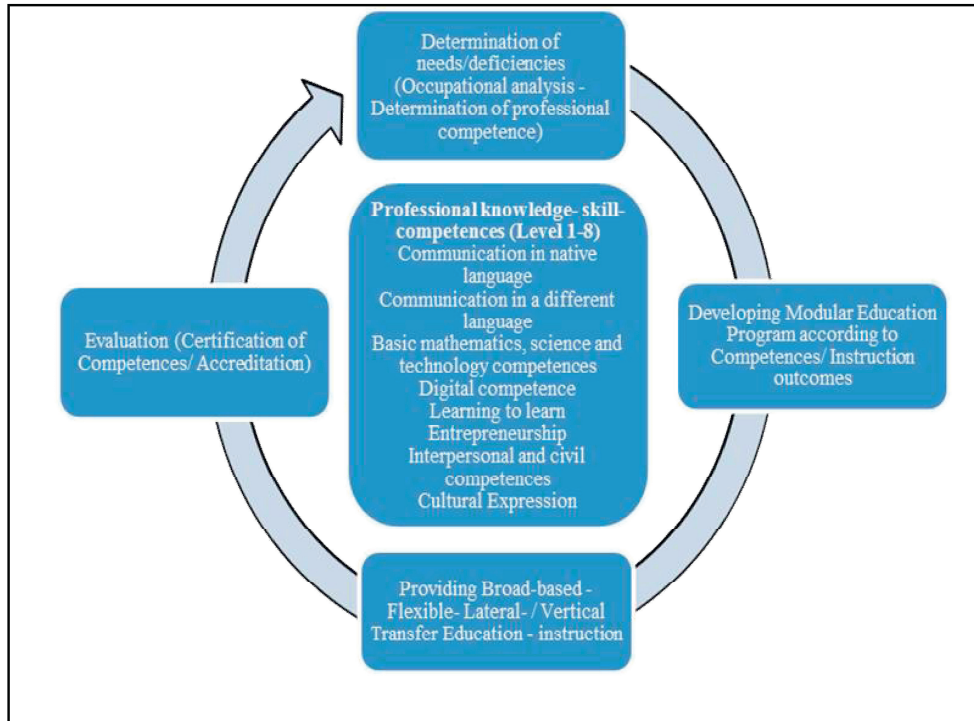 Determination of
needs/deficiencies
(Occupational analysis -
Determination of professional
competence)
Professional knowledge- skill-
competences (Level 1-8)
Communication in native
language
Communication in a different
language
Basic mathematics, science and
technology competences
Digital competence
Learning to learn
Entrepreneurship
Interpersonal and civil
competences
Cultural Expression
Developing Modular Education
Program according to
Competences/ Instruction
outcomes
Evaluation (Certification of
Competences/ Accreditation)
Providing Broad-based -
Flexible- Lateral- / Vertical
Transfer Education - instruction